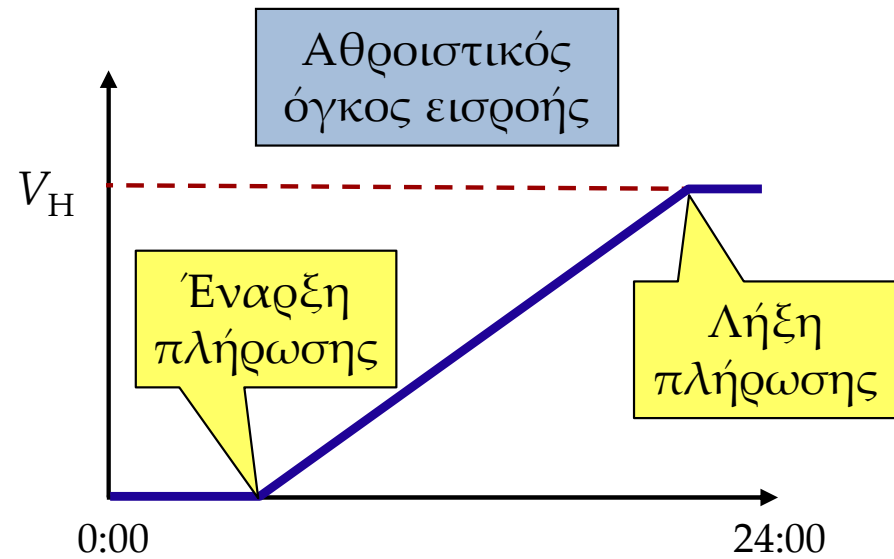 Αθροιστικός
όγκος εισροής
V_H
Έναρξη
πλήρωσης
Λήξη
πλήρωσης
0:00
24:00